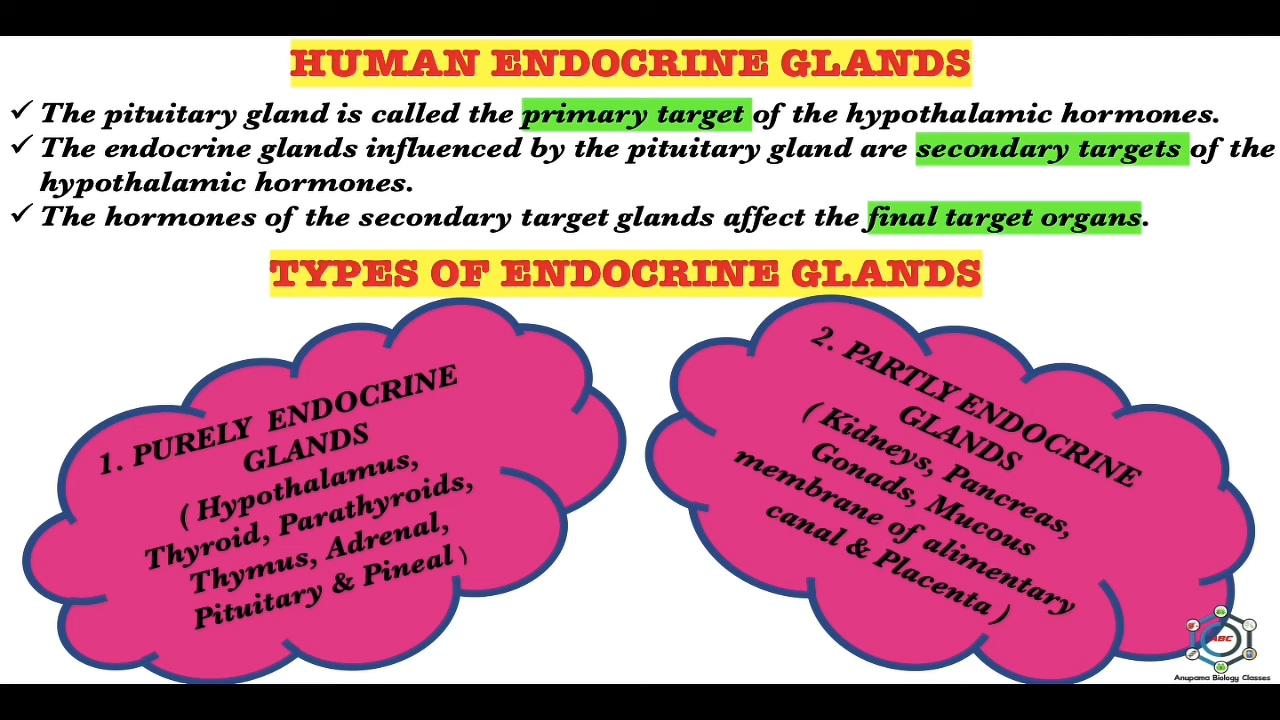 HUMAN ENDOCRINE GLANDS
✓ The pituitary gland is called the primary target of the hypothalamic hormones.
✓ The endocrine glands influenced by the pituitary gland are secondary targets of the
hypothalamic hormones.
✓ The hormones of the secondary target glands affect the final target organs.
TYPES OF ENDOCRINE GLANDS
1. PURELY ENDOCRINE
GLANDS
( Hypothalamus,
Thyroid, Parathyroids,
Thymus, Adrenal,
Pituitary & Pineal )
2. PARTLY ENDOCRINE
GLANDS
( Kidneys, Pancreas,
Gonads, Mucous
membrane of alimentary
canal & Placenta )
ABC
Anupama Biology Classes